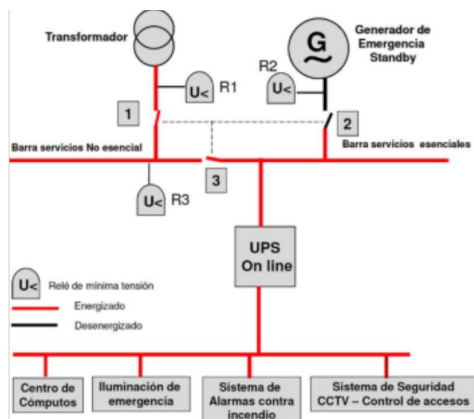 Transformador
Generador de
Emergencia
Standby
G
R2
U<
R1
U<
1
2
Barra servicios No esencial
Barra servicios esenciales
3
U<
R3
UPS
On line
U<
Relé de mínima tensión
Energizado
Desenergizado
Centro de
Cómputos
Iluminación de
emergencia
Sistema de
Alarmas contra
incendio
Sistema de Seguridad
CCTV – Control de accesos